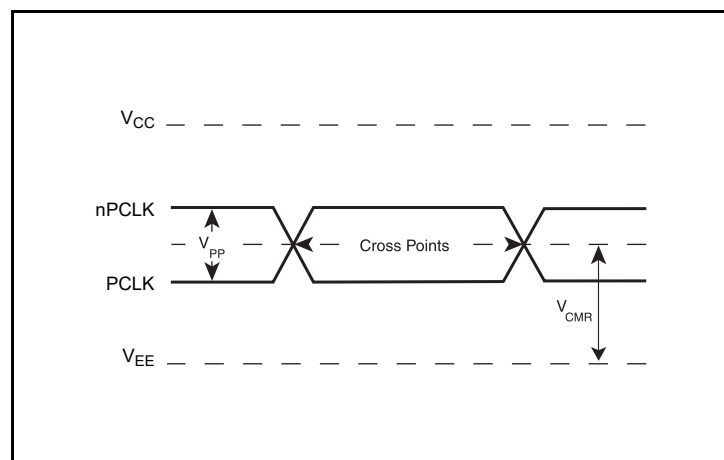 VCC
nPCLK
VPP
Cross Points
PCLK
VCMR
VEE